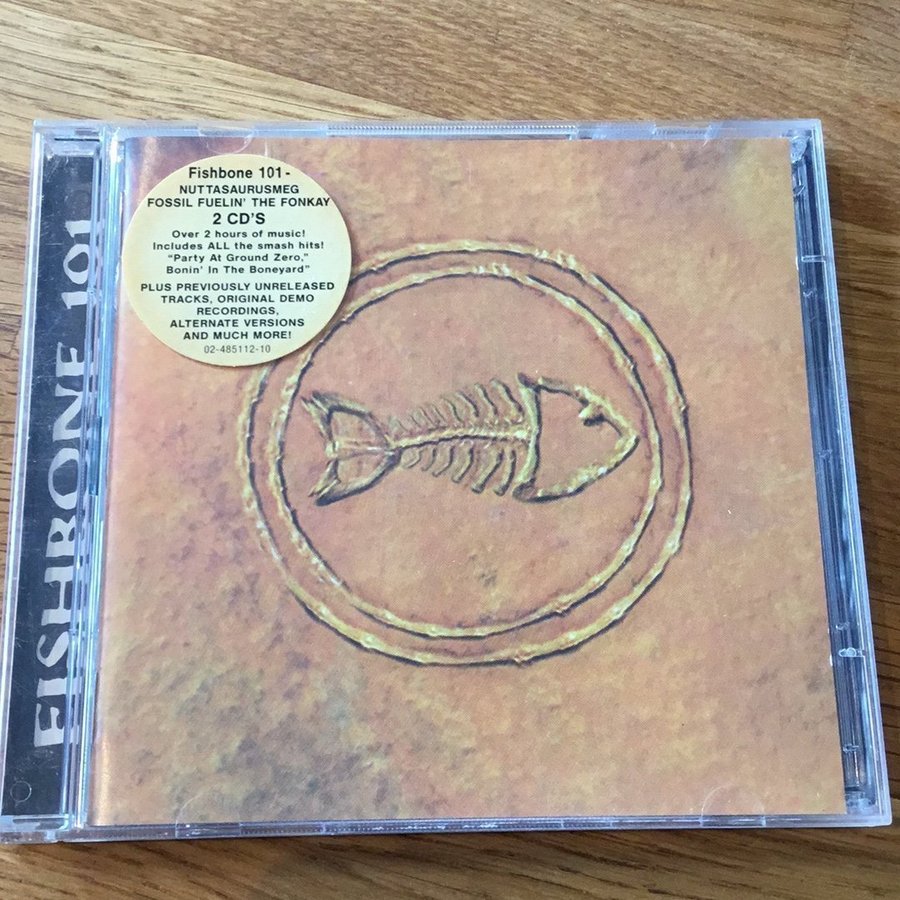 Fishbone 101-
NUTTASAURUSMEG
FOSSIL FUELIN' THE FONKAY
2 CD'S
Over 2 hours of music!
Includes ALL the smash hits!
"Party At Ground Zero,"
Bonin' In The Boneyard"
PLUS PREVIOUSLY UNRELEASED
TRACKS, ORIGINAL DEMO
RECORDINGS,
ALTERNATE VERSIONS
AND MUCH MORE!
02-485112-10
FISHBONE 101